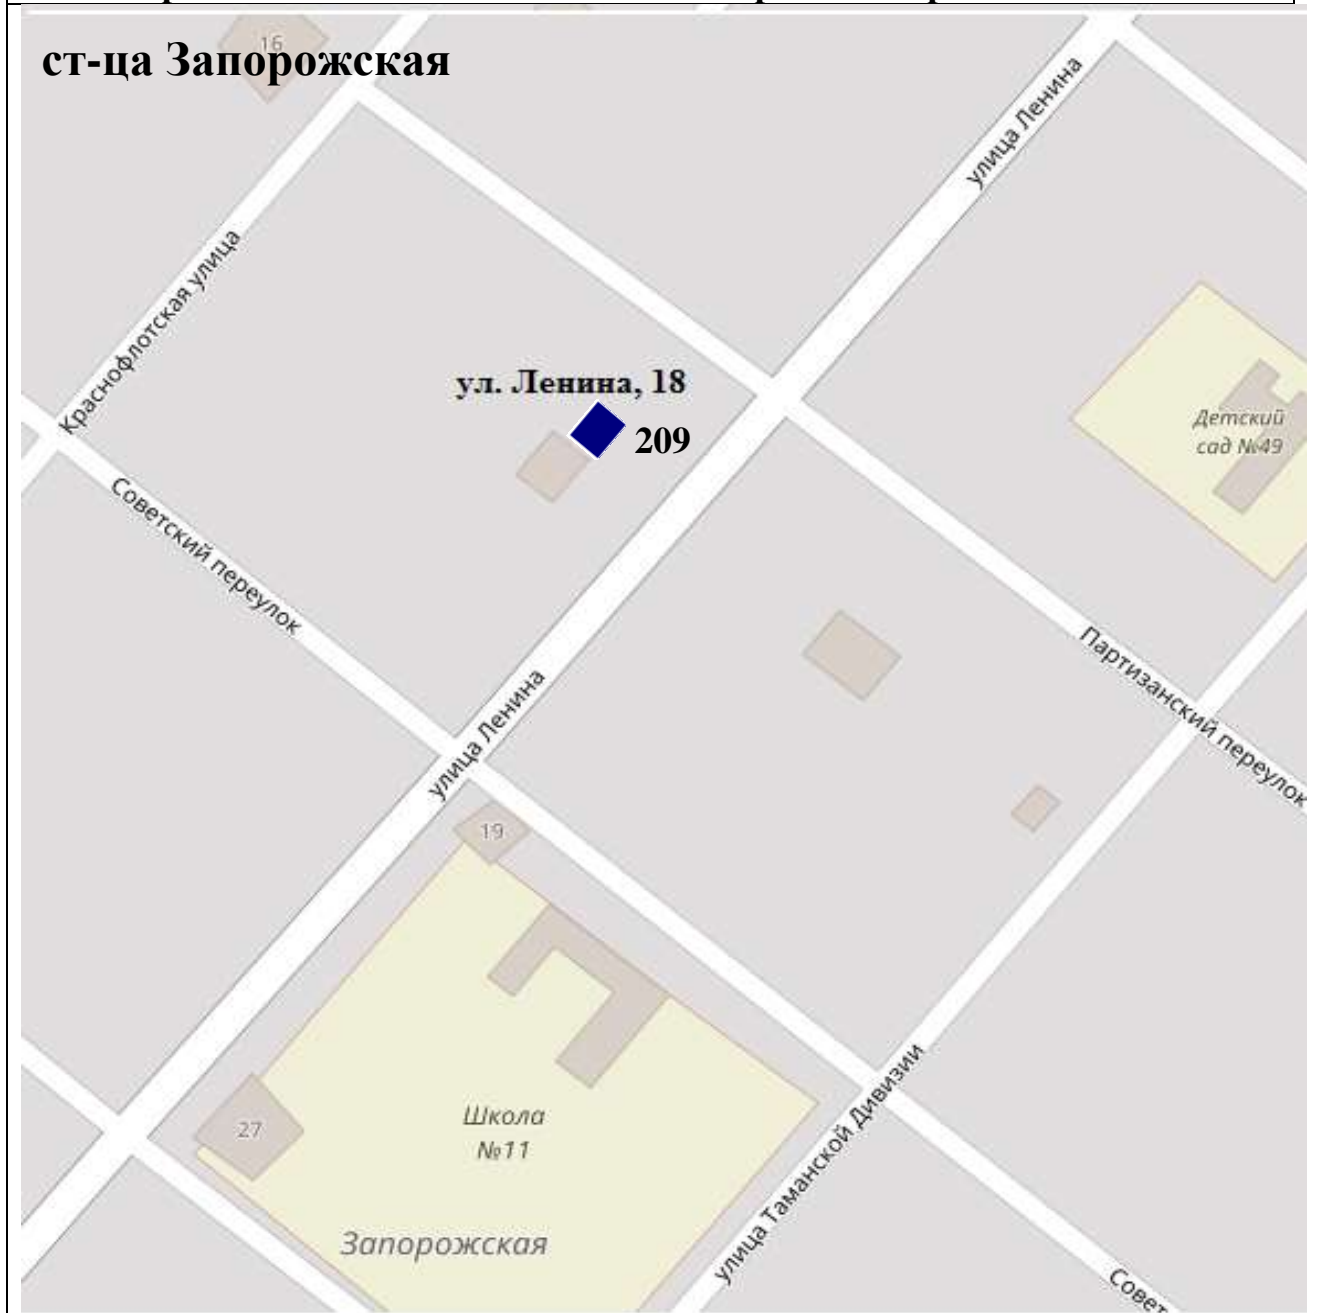 16
ст-ца Запорожская
улица Ленина
Краснофлотская улица
ул. Ленина, 18
209
Детский
сад №49
Советский переулок
Партизанский переулок
улица Ленина
19
27
Школа
№11
улица Таманской Дивизии
Запорожская
Совет